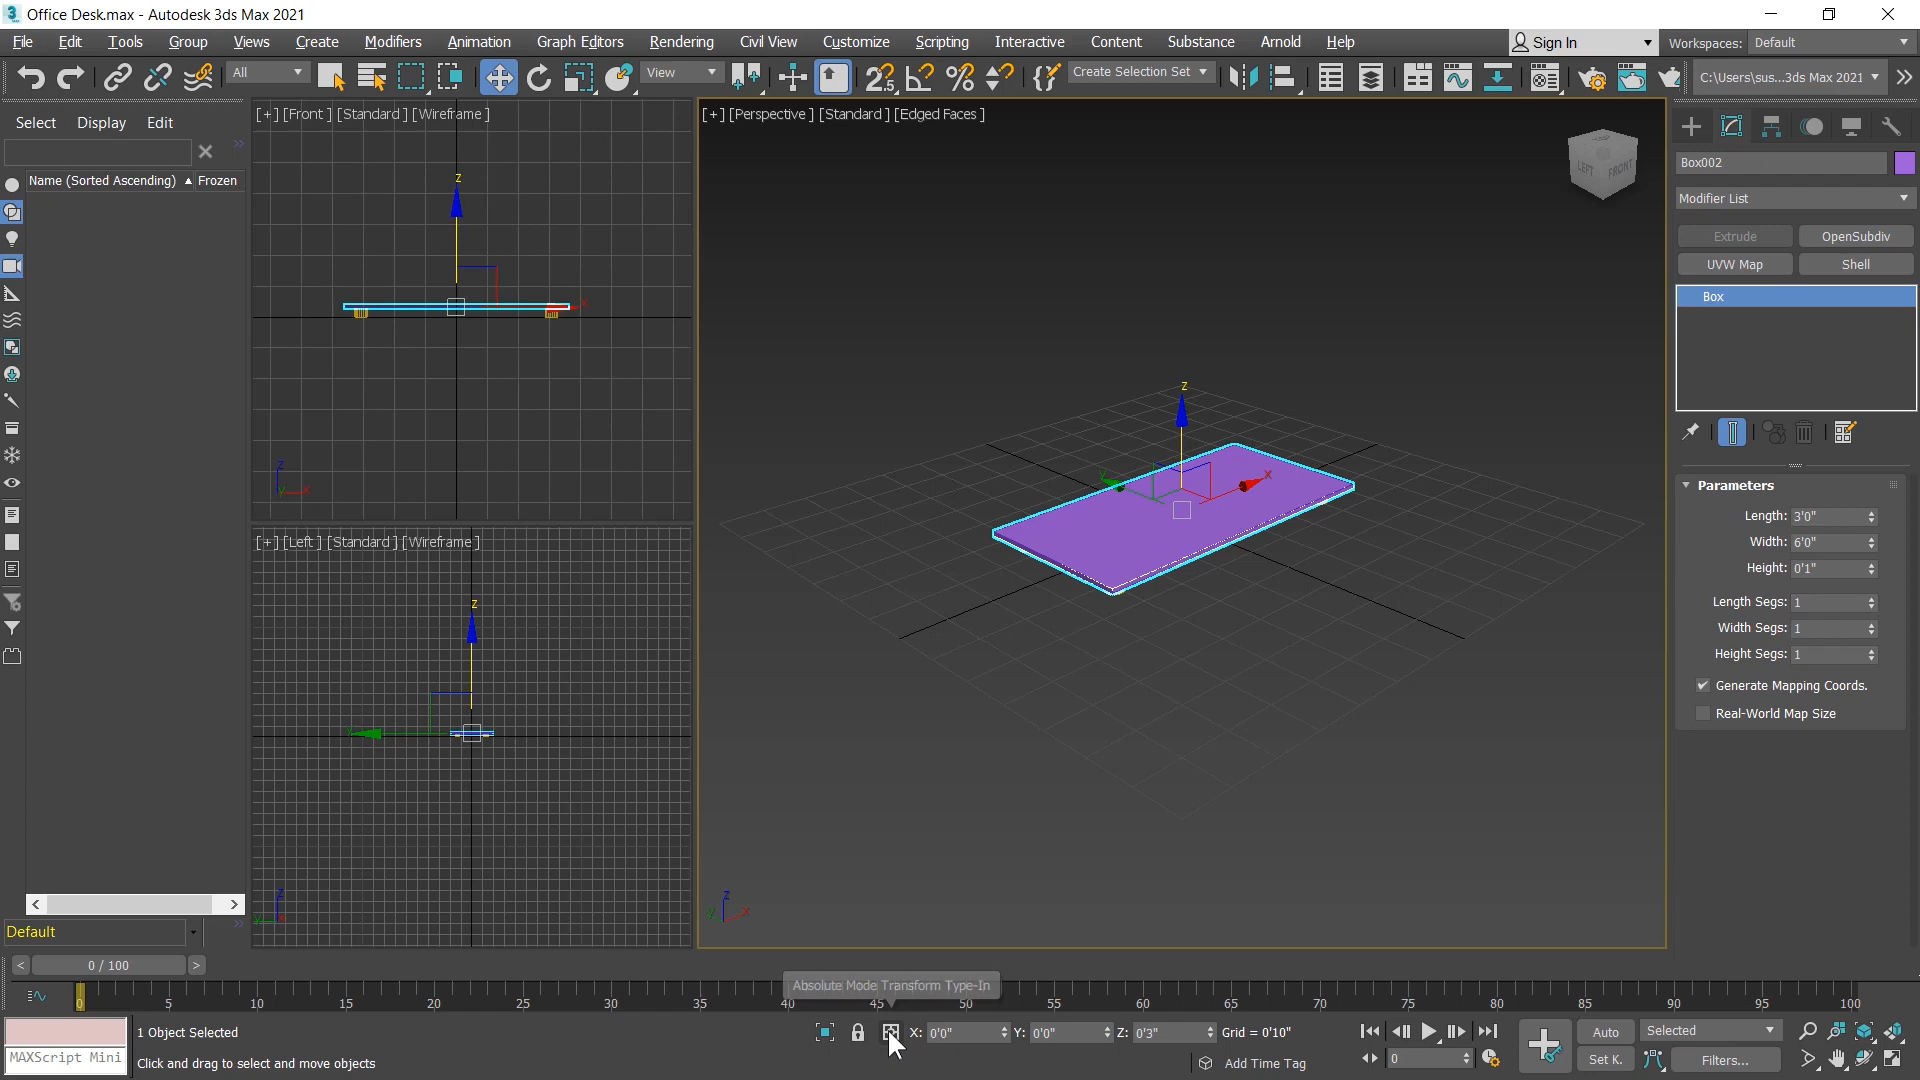 Office Desk.max - Autodesk 3ds Max 2021
File Edit Tools Group Views Create Modifiers Animation Graph Editors Rendering Civil View Customize Scripting Interactive Content Substance Arnold Help Sign In Workspaces: Default
All View Create Selection Set C:\Users\sus...3ds Max 2021
Select Display Edit
Name (Sorted Ascending) Frozen
[+] [Front ] [Standard ] [Wireframe ]
z
x
z
y x
[+] [Left ] [Standard ] [Wireframe ]
z
y
z
y x
[+] [Perspective ] [Standard ] [Edged Faces ]
LEFT FRONT
z
y x
z
y x
Box002
Modifier List
Extrude OpenSubdiv
UVW Map Shell
Box
Parameters
Length: 3'0"
Width: 6'0"
Height: 0'1"
Length Segs: 1
Width Segs: 1
Height Segs: 1
Generate Mapping Coords.
Real-World Map Size
Default
< 0 / 100 >
Absolute Mode Transform Type-In
0 5 10 15 20 25 30 35 40 45 50 55 60 65 70 75 80 85 90 95 100
1 Object Selected X: 0'0" Y: 0'0" Z: 0'3" Grid = 0'10" Auto Selected
MAXScript Mini Click and drag to select and move objects Add Time Tag 0 Set K. Filters...